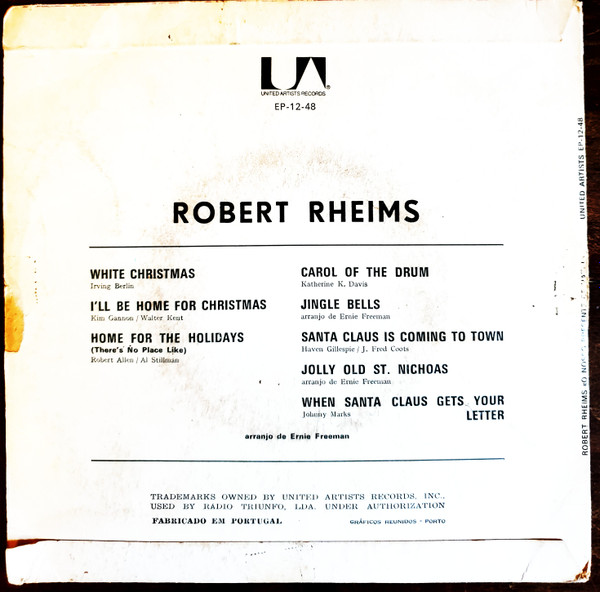 UA
UNITED ARTISTS RECORDS
EP-12-48
ROBERT RHEIMS
WHITE CHRISTMAS
Irving Berlin
I'LL BE HOME FOR CHRISTMAS
Kim Gannon / Walter Kent
HOME FOR THE HOLIDAYS
(There's No Place Like)
Robert Allen / Al Stillman
CAROL OF THE DRUM
Katherine K. Davis
JINGLE BELLS
arranjo de Ernie Freeman
SANTA CLAUS IS COMING TO TOWN
Haven Gillespie / J. Fred Coots
JOLLY OLD ST. NICHOAS
arranjo de Ernie Freeman
WHEN SANTA CLAUS GETS YOUR
LETTER
Johnny Marks
arranjo de Ernie Freeman
TRADEMARKS OWNED BY UNITED ARTISTS RECORDS, INC.,
USED BY RADIO TRIUNFO, LDA. UNDER AUTHORIZATION
FABRICADO EM PORTUGAL
GRÁFICOS REUNIDOS - PORTO
UNITED ARTISTS EP-12-48
ROBERT RHEIMS